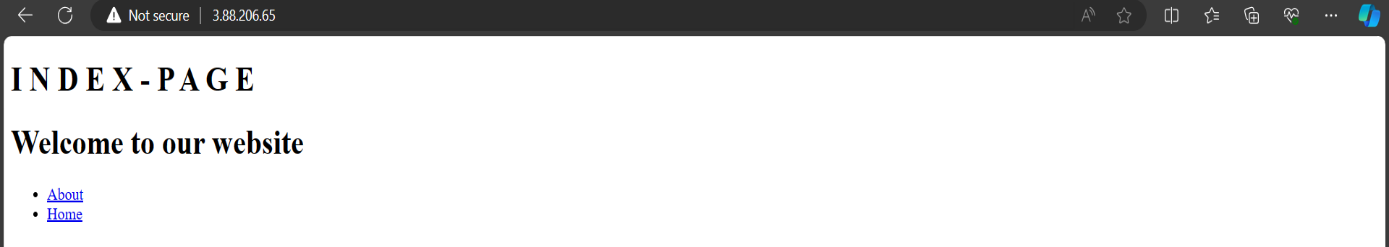 Not secure | 3.88.206.65
I N D E X - P A G E
Welcome to our website
About
Home